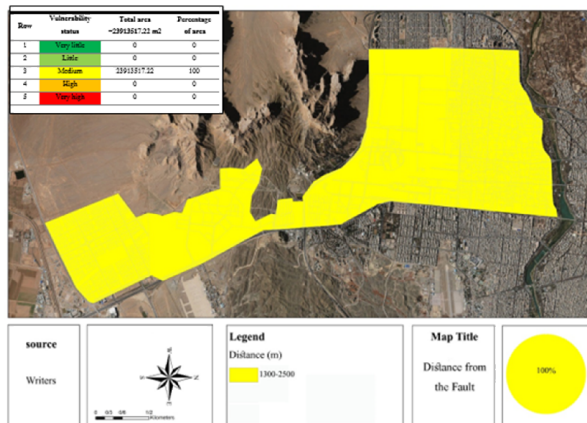 Row Vulnerability status Total area =23913517.22 m2 Percentage of area
1 Very little 0 0
2 Little 0 0
3 Medium 23913517.22 100
4 High 0 0
5 Very high 0 0
source
Writers
N
Kilometers
Legend
Distance (m)
1300-2500
Map Title
Distance from
the Fault
100%